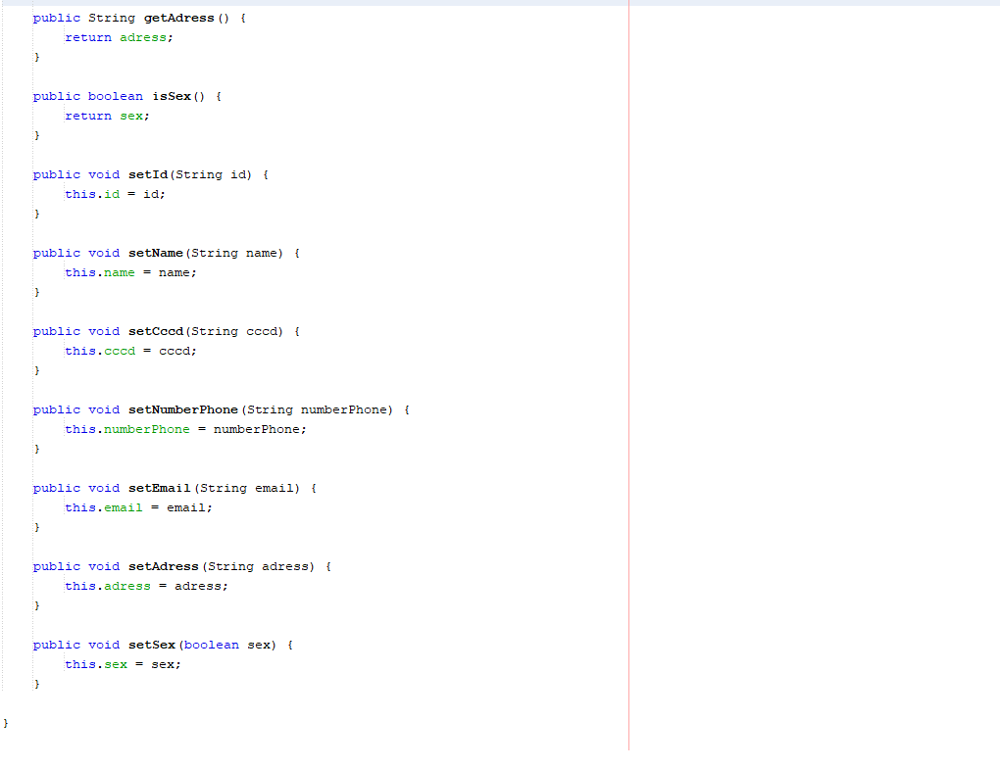 public String getAdress() {
return adress;
}
public boolean isSex() {
return sex;
}
public void setId(String id) {
this.id = id;
}
public void setName(String name) {
this.name = name;
}
public void setCccd(String cccd) {
this.cccd = cccd;
}
public void setNumberPhone(String numberPhone) {
this.numberPhone = numberPhone;
}
public void setEmail(String email) {
this.email = email;
}
public void setAdress(String adress) {
this.adress = adress;
}
public void setSex(boolean sex) {
this.sex = sex;
}
}